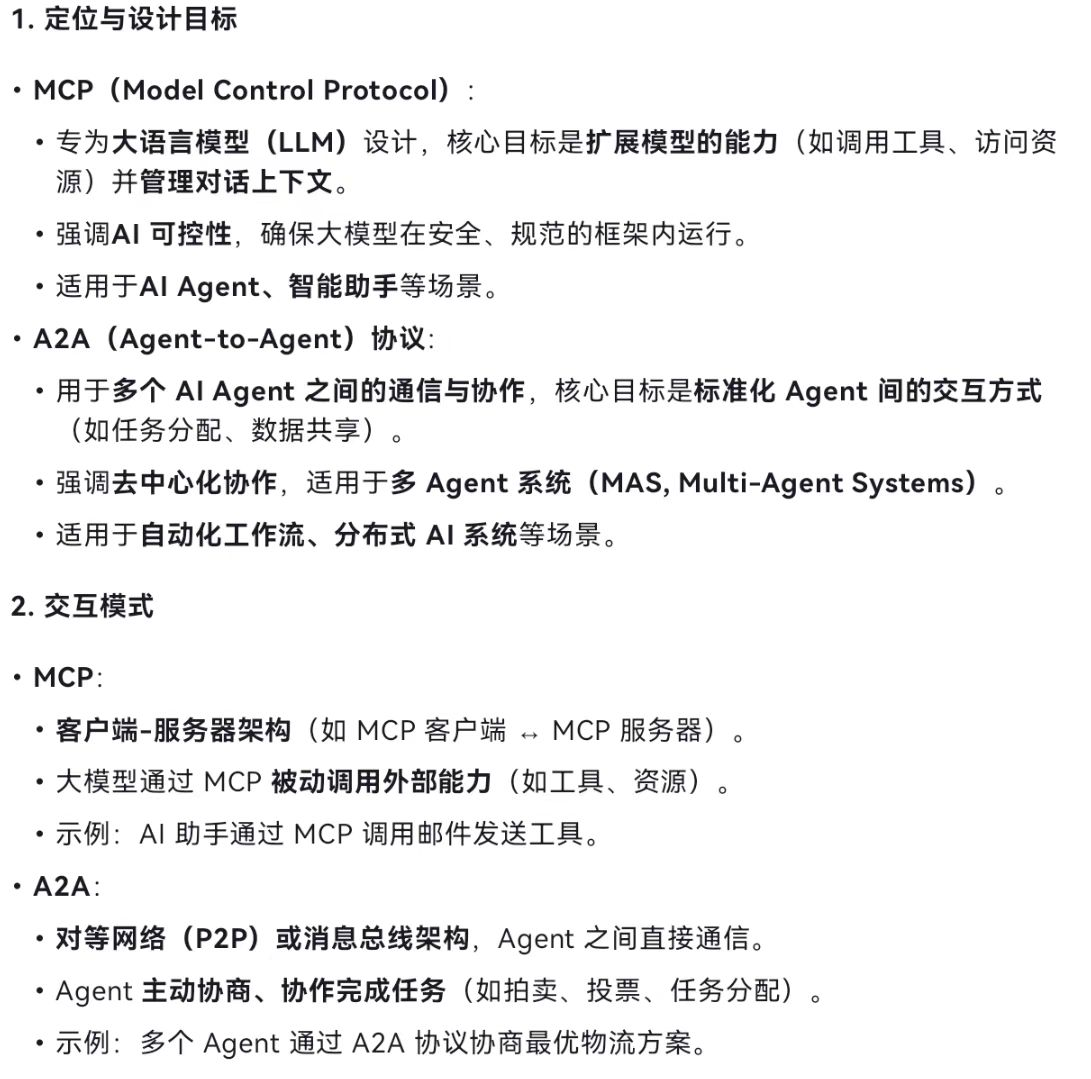 1. 定位与设计目标
• MCP（Model Control Protocol）:
• 专为大语言模型（LLM）设计，核心目标是扩展模型的能力（如调用工具、访问资
源）并管理对话上下文。
• 强调AI 可控性，确保大模型在安全、规范的框架内运行。
• 适用于AI Agent、智能助手等场景。
• A2A（Agent-to-Agent）协议:
• 用于多个 AI Agent 之间的通信与协作，核心目标是标准化 Agent 间的交互方式
（如任务分配、数据共享）。
• 强调去中心化协作，适用于多 Agent 系统（MAS, Multi-Agent Systems）。
• 适用于自动化工作流、分布式 AI 系统等场景。
2. 交互模式
• MCP:
• 客户端-服务器架构（如 MCP 客户端 ↔ MCP 服务器）。
• 大模型通过 MCP 被动调用外部能力（如工具、资源）。
• 示例: AI 助手通过 MCP 调用邮件发送工具。
• A2A:
• 对等网络（P2P）或消息总线架构，Agent 之间直接通信。
• Agent 主动协商、协作完成任务（如拍卖、投票、任务分配）。
• 示例: 多个 Agent 通过 A2A 协议协商最优物流方案。